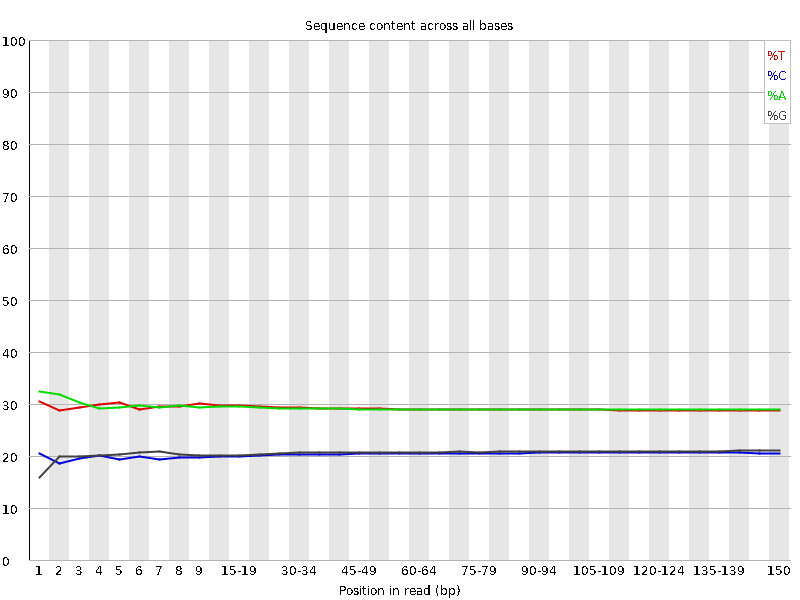 Sequence content across all bases
100
90
80
70
60
50
40
30
20
10
0
%T
%C
%A
%G
1 2 3 4 5 6 7 8 9 15-19 30-34 45-49 60-64 75-79 90-94 105-109 120-124 135-139 150
Position in read (bp)